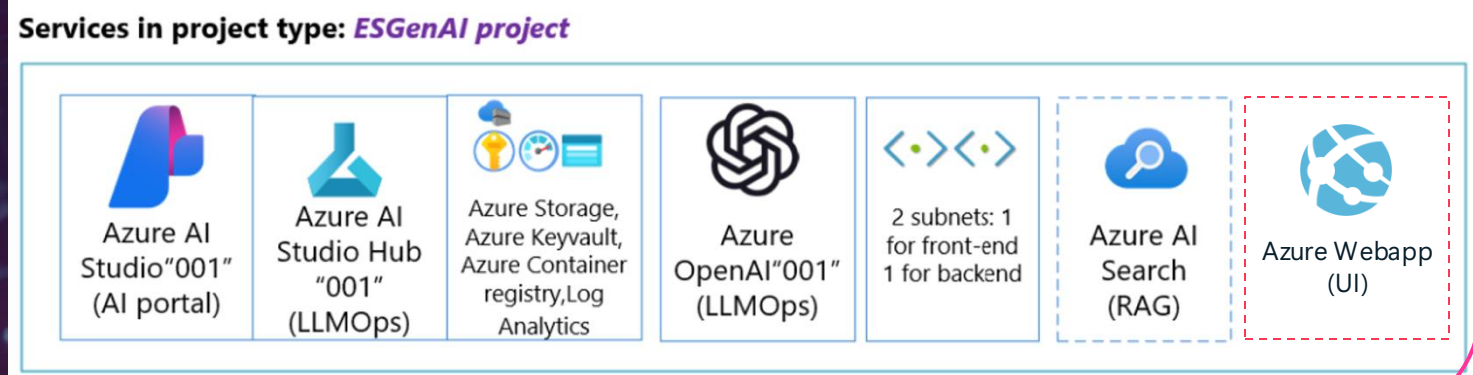 Services in project type: ESGenAI project
Azure AI
Studio"001"
(AI portal)
Azure AI
Studio Hub
"001"
(LLMOps)
Azure Storage,
Azure Keyvault,
Azure Container
registry,Log
Analytics
Azure
OpenAI"001"
(LLMOps)
2 subnets: 1
for front-end
1 for backend
Azure AI
Search
(RAG)
Azure Webapp
(UI)